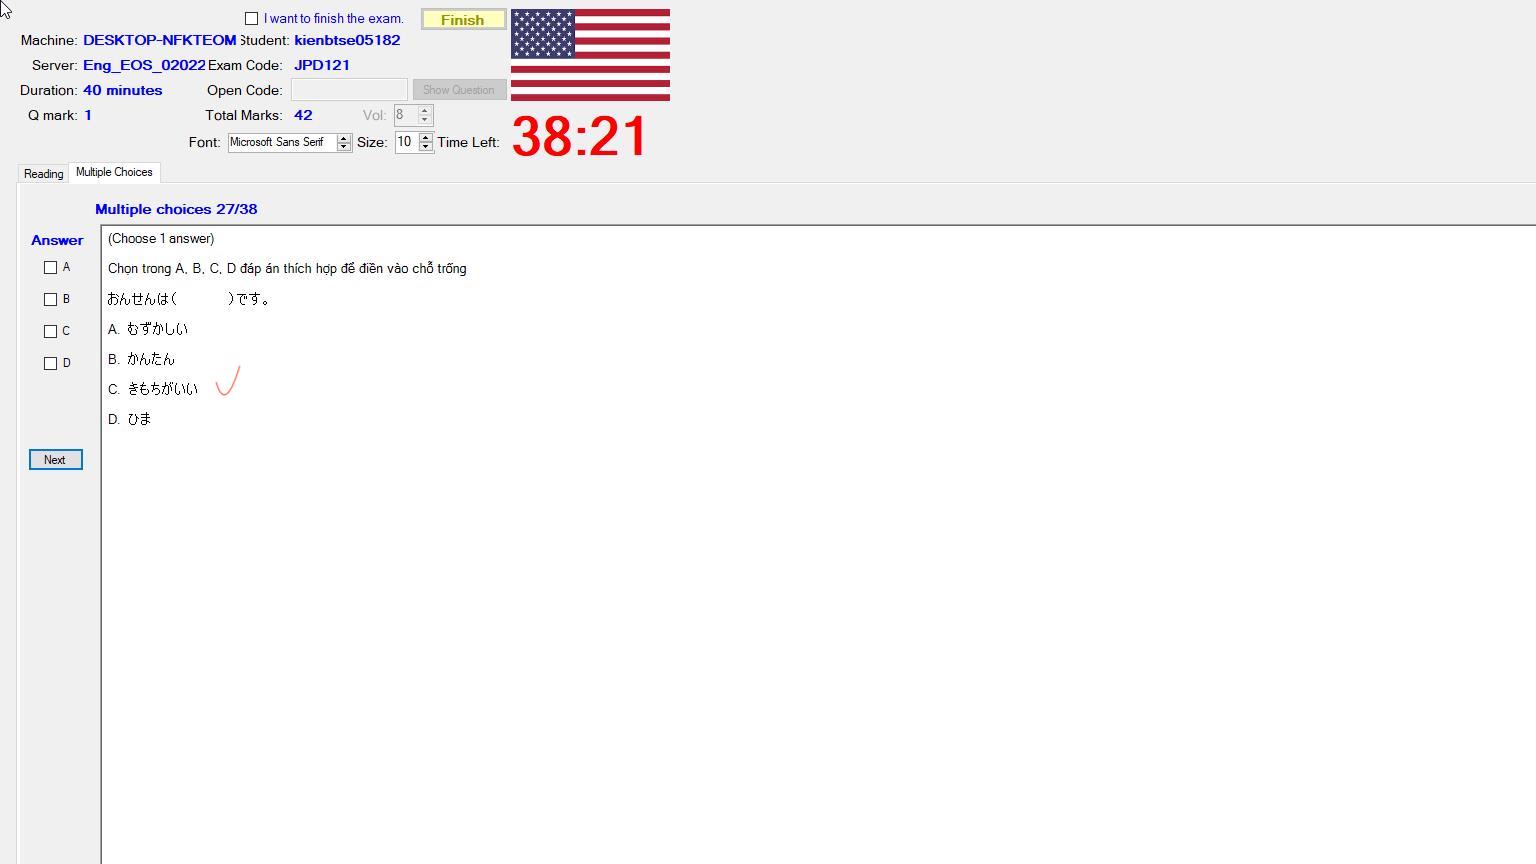 I want to finish the exam.
Finish
Machine: DESKTOP-NFKTEOM Student: kienbtse05182
Server: Eng_EOS_02022 Exam Code: JPD121
Duration: 40 minutes Open Code: Show Question
Q mark: 1 Total Marks: 42 Vol: 8
Font: Microsoft Sans Serif Size: 10 Time Left: 38:21
Reading Multiple Choices
Multiple choices 27/38
Answer
A
B
C
D
Next
(Choose 1 answer)
Chọn trong A, B, C, D đáp án thích hợp để điền vào chỗ trống
おんせんは( )です。
A. むずかしい
B. かんたん
C. きもちがいい
D. ひま